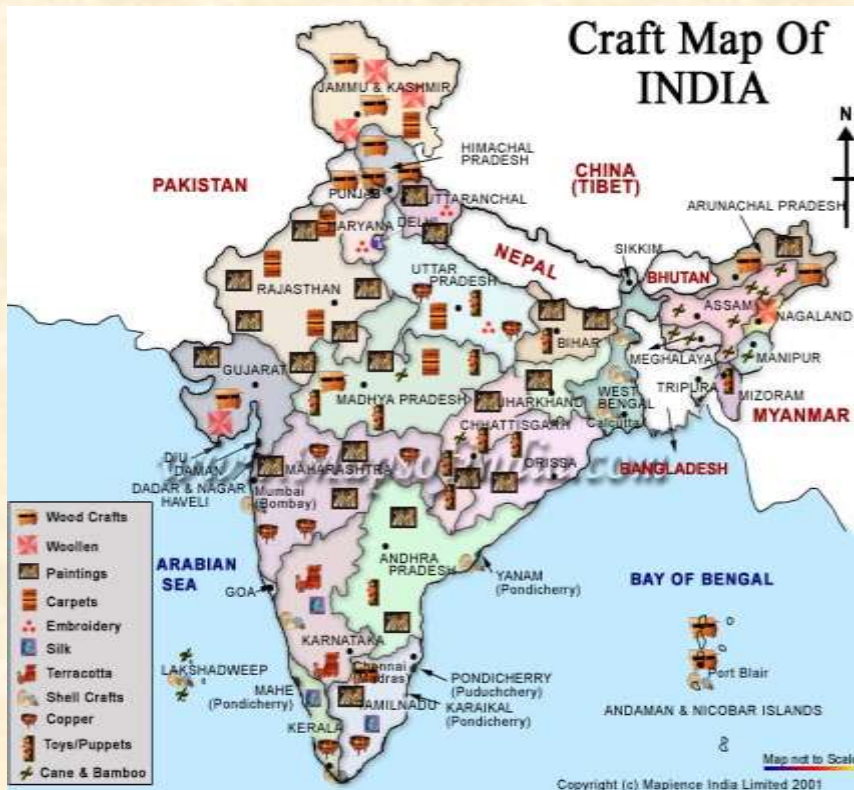 Craft Map Of
INDIA
N
JAMMU & KASHMIR
HIMACHAL
PRADESH
PAKISTAN
CHINA
(TIBET)
PUNJAB
UTTARANCHAL
ARUNACHAL PRADESH
HARYANA
DELHI
NEPAL
SIKKIM
BHUTAN
UTTAR
PRADESH
RAJASTHAN
ASSAM
NAGALAND
BIHAR
MEGHALAYA
MANIPUR
GUJARAT
MADHYA PRADESH
JHARKHAND
WEST
BENGAL
TRIPURA
MIZORAM
MYANMAR
CHHATTISGARH
Calcutta
DIU
DAMAN
MAHARASHTRA
ORISSA
BANGLADESH
DADAR & NAGAR
HAVELI
Mumbai
(Bombay)
Wood Crafts
Woollen
Paintings
Carpets
Embroidery
Silk
Terracotta
Shell Crafts
Copper
Toys/Puppets
Cane & Bamboo
ARABIAN
SEA
ANDHRA
PRADESH
YANAM
(Pondicherry)
BAY OF BENGAL
GOA
KARNATAKA
LAKSHADWEEP
Chennai
(Madras)
PONDICHERRY
(Puduchchery)
Port Blair
MAHE
(Pondicherry)
TAMILNADU
KARAIKAL
(Pondicherry)
ANDAMAN & NICOBAR ISLANDS
KERALA
Map not to Scale
Copyright (c) Mapience India Limited 2001